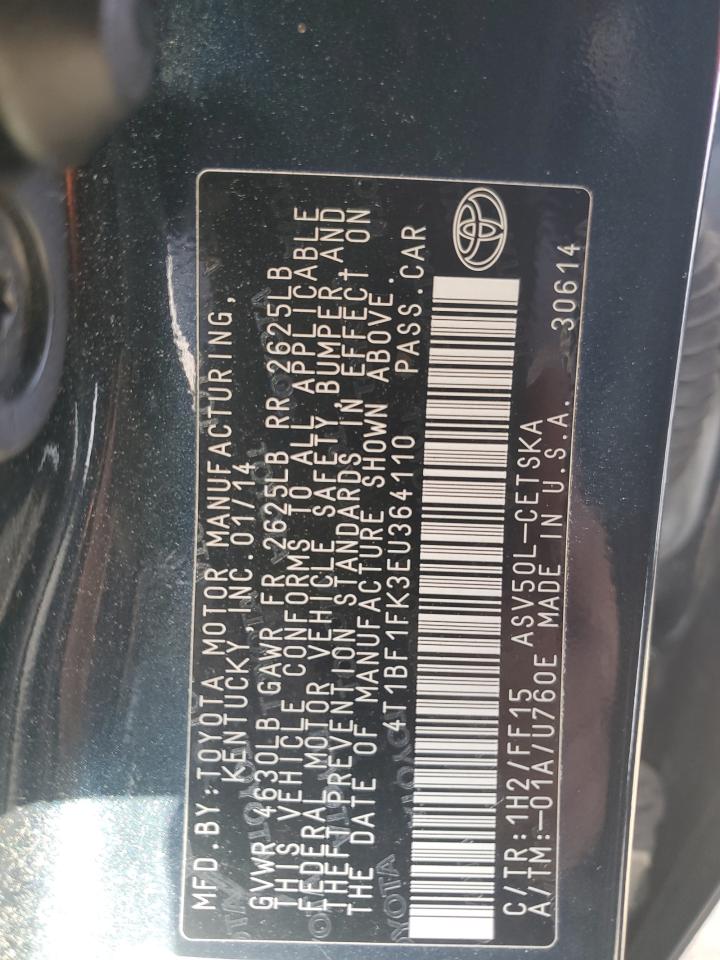 MFD.BY:TOYOTA MOTOR MANUFACTURING,
KENTUCKY, INC.01/14
GVWR 4630LB GAWR FR 2625LB RR 2625LB
THIS VEHICLE CONFORMS TO ALL APPLICABLE
FEDERAL MOTOR VEHICLE SAFETY, BUMPER, AND
THEFT PREVENTION STANDARDS IN EFFECT ON
THE DATE OF MANUFACTURE SHOWN ABOVE.
4T1BF1FK3EU364110 PASS.CAR
C/TR:1H2/FF15 ASV50L-CETSKA
A/TM:-01A/U760E MADE IN U.S.A. 30614